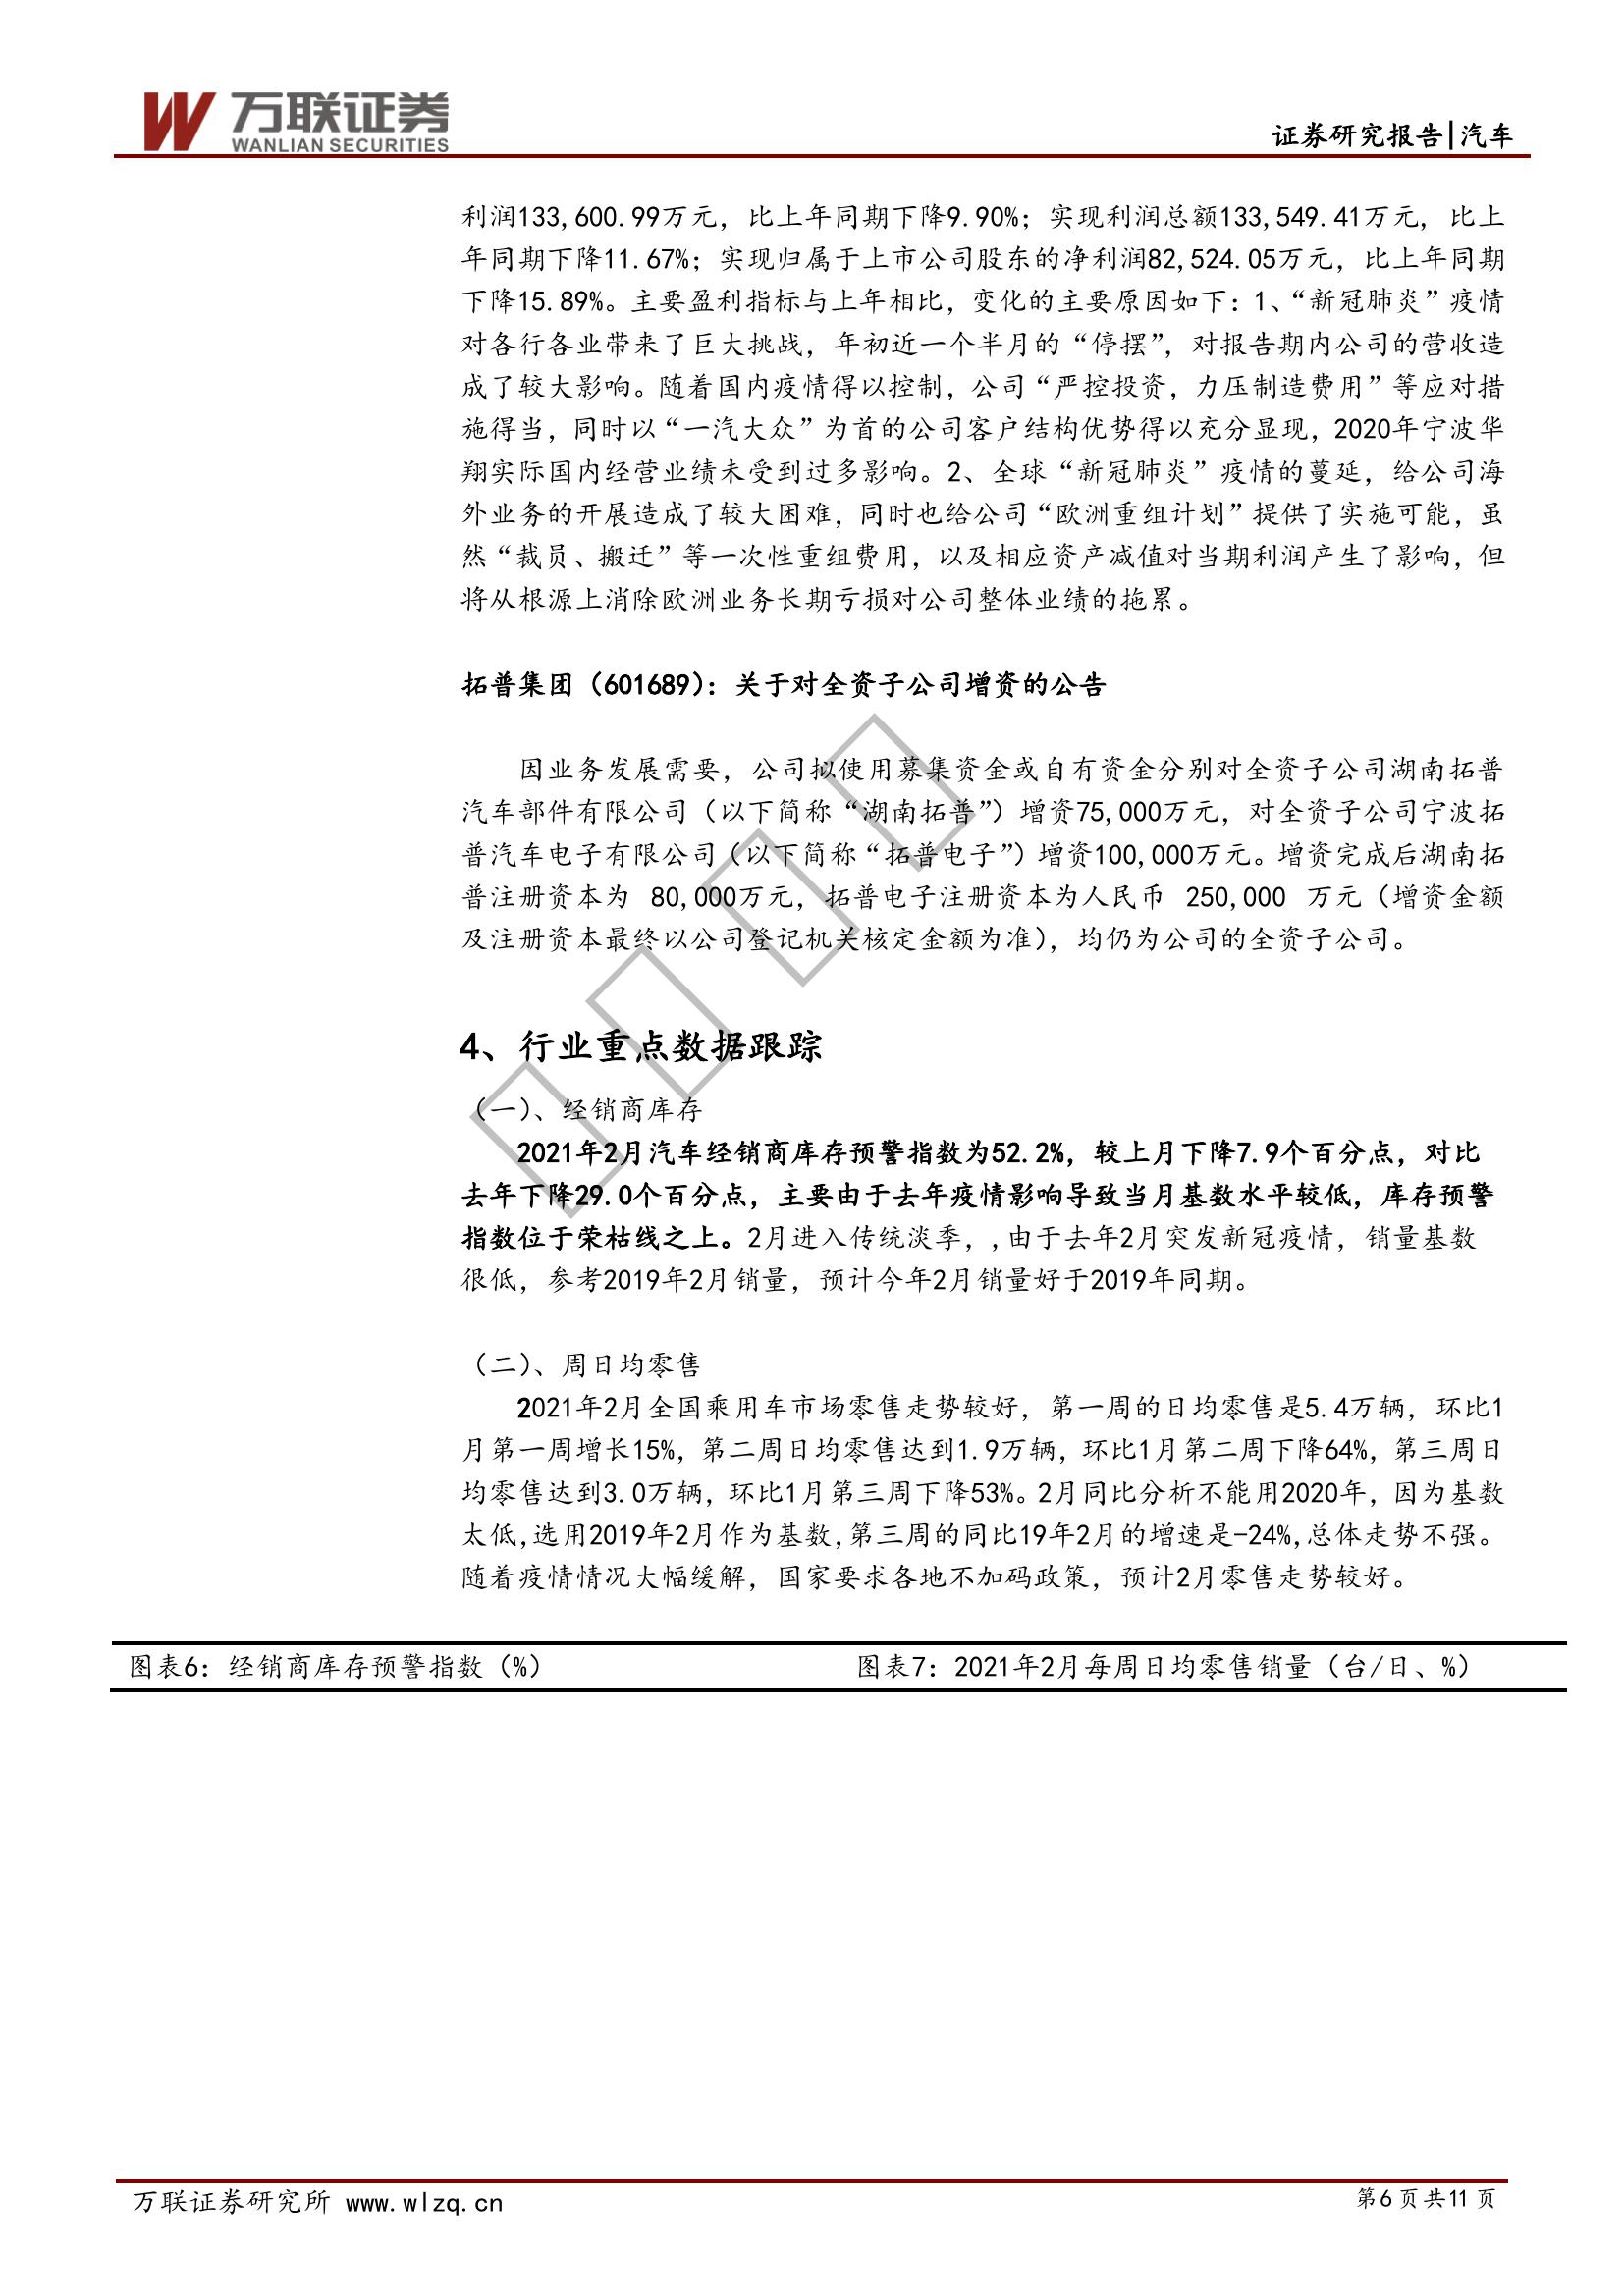 万联证券
WANLIAN SECURITIES
证券研究报告|汽车
利润133,600.99万元，比上年同期下降9.90%；实现利润总额133,549.41万元，比上
年同期下降11.67%；实现归属于上市公司股东的净利润82,524.05万元，比上年同期
下降15.89%。主要盈利指标与上年相比，变化的主要原因如下：1、“新冠肺炎”疫情
对各行各业带来了巨大挑战，年初近一个半月的“停摆”，对报告期内公司的营收造
成了较大影响。随着国内疫情得以控制，公司“严控投资，力压制造费用”等应对措
施得当，同时以“一汽大众”为首的公司客户结构优势得以充分显现，2020年宁波华
翔实际国内经营业绩未受到过多影响。2、全球“新冠肺炎”疫情的蔓延，给公司海
外业务的开展造成了较大困难，同时也给公司“欧洲重组计划”提供了实施可能，虽
然“裁员、搬迁”等一次性重组费用，以及相应资产减值对当期利润产生了影响，但
将从根源上消除欧洲业务长期亏损对公司整体业绩的拖累。
拓普集团（601689）：关于对全资子公司增资的公告
因业务发展需要，公司拟使用募集资金或自有资金分别对全资子公司湖南拓普
汽车部件有限公司（以下简称“湖南拓普”）增资75,000万元，对全资子公司宁波拓
普汽车电子有限公司（以下简称“拓普电子”）增资100,000万元。增资完成后湖南拓
普注册资本为 80,000万元，拓普电子注册资本为人民币 250,000 万元（增资金额
及注册资本最终以公司登记机关核定金额为准），均仍为公司的全资子公司。
4、行业重点数据跟踪
（一）、经销商库存
2021年2月汽车经销商库存预警指数为52.2%，较上月下降7.9个百分点，对比
去年下降29.0个百分点，主要由于去年疫情影响导致当月基数水平较低，库存预警
指数位于荣枯线之上。2月进入传统淡季，,由于去年2月突发新冠疫情，销量基数
很低，参考2019年2月销量，预计今年2月销量好于2019年同期。
（二）、周日均零售
2021年2月全国乘用车市场零售走势较好，第一周的日均零售是5.4万辆，环比1
月第一周增长15%，第二周日均零售达到1.9万辆，环比1月第二周下降64%，第三周日
均零售达到3.0万辆，环比1月第三周下降53%。2月同比分析不能用2020年，因为基数
太低,选用2019年2月作为基数,第三周的同比19年2月的增速是-24%,总体走势不强。
随着疫情情况大幅缓解，国家要求各地不加码政策，预计2月零售走势较好。
图表6：经销商库存预警指数（%）
图表7：2021年2月每周日均零售销量（台/日、%）
万联证券研究所 www.wlzq.cn
第6页共11页